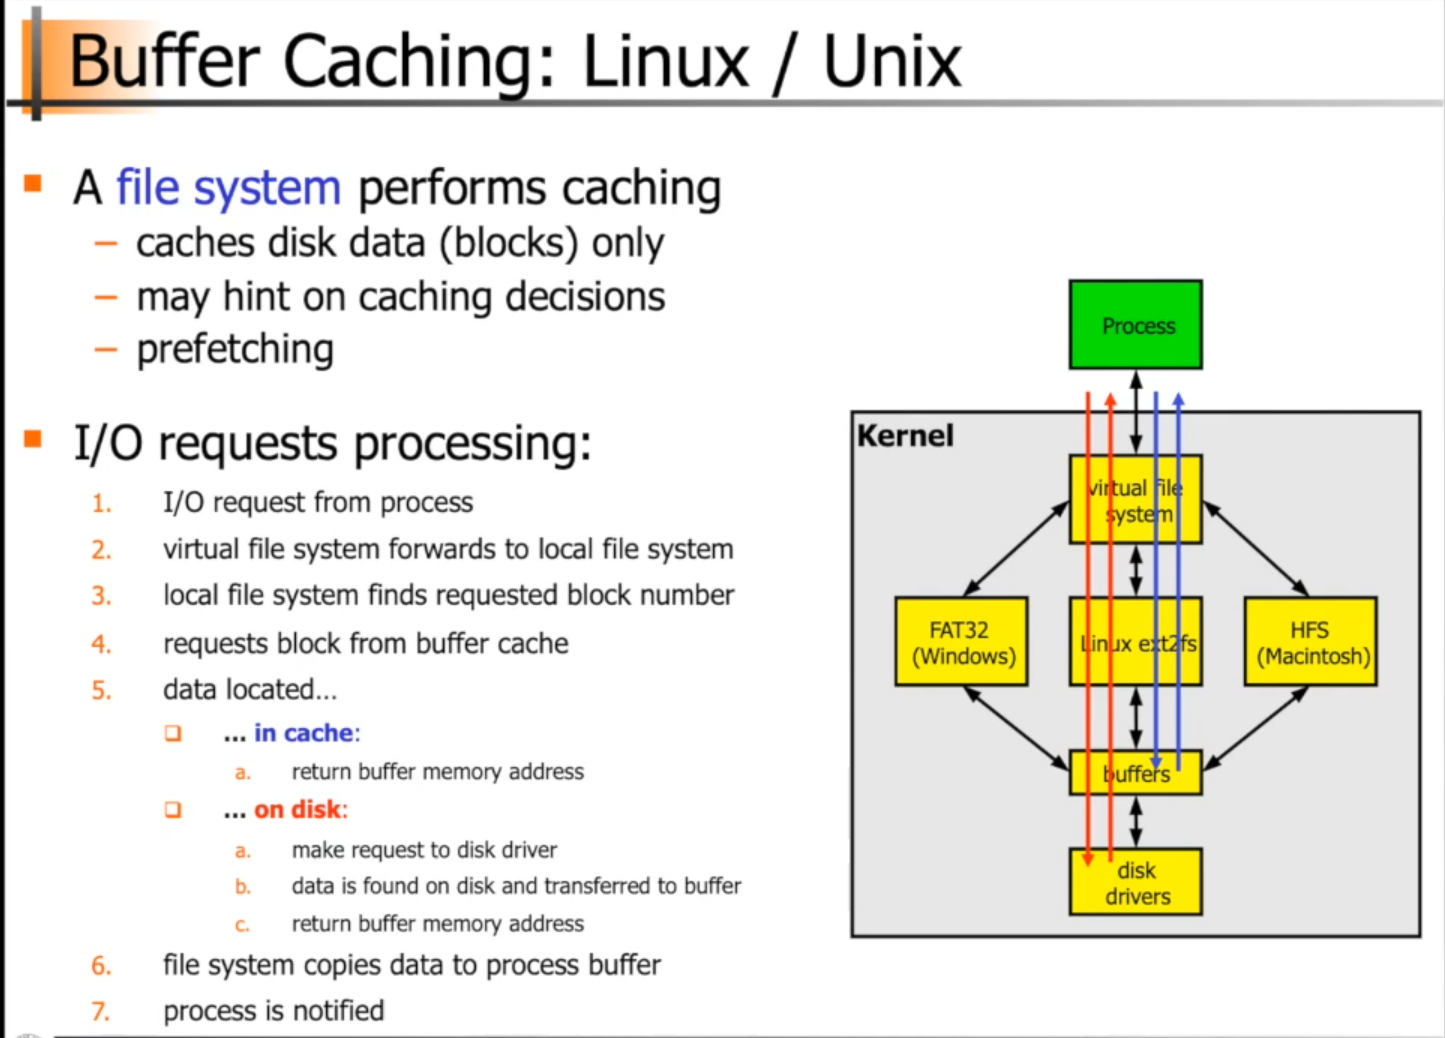 Buffer Caching: Linux / Unix
A file system performs caching
– caches disk data (blocks) only
– may hint on caching decisions
– prefetching
I/O requests processing:
1. I/O request from process
2. virtual file system forwards to local file system
3. local file system finds requested block number
4. requests block from buffer cache
5. data located...
... in cache:
a. return buffer memory address
... on disk:
a. make request to disk driver
b. data is found on disk and transferred to buffer
c. return buffer memory address
6. file system copies data to process buffer
7. process is notified
Process
Kernel
virtual file
system
FAT32
(Windows)
Linux ext2fs
HFS
(Macintosh)
buffers
disk
drivers